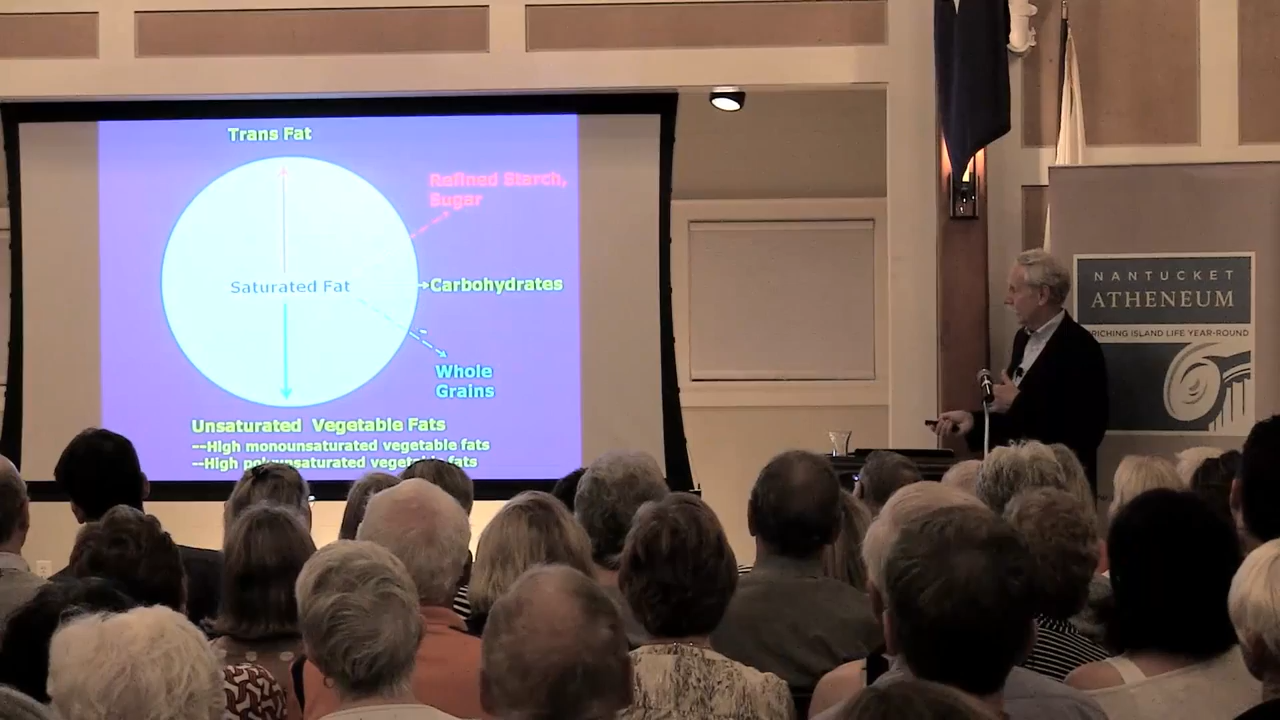 Trans Fat
Refined Starch,
Sugar
Saturated Fat
Carbohydrates
Whole
Grains
Unsaturated Vegetable Fats
--High monounsaturated vegetable fats
--High polyunsaturated vegetable fats
NANTUCKET
ATHENEUM
RICHING ISLAND LIFE YEAR-ROUND